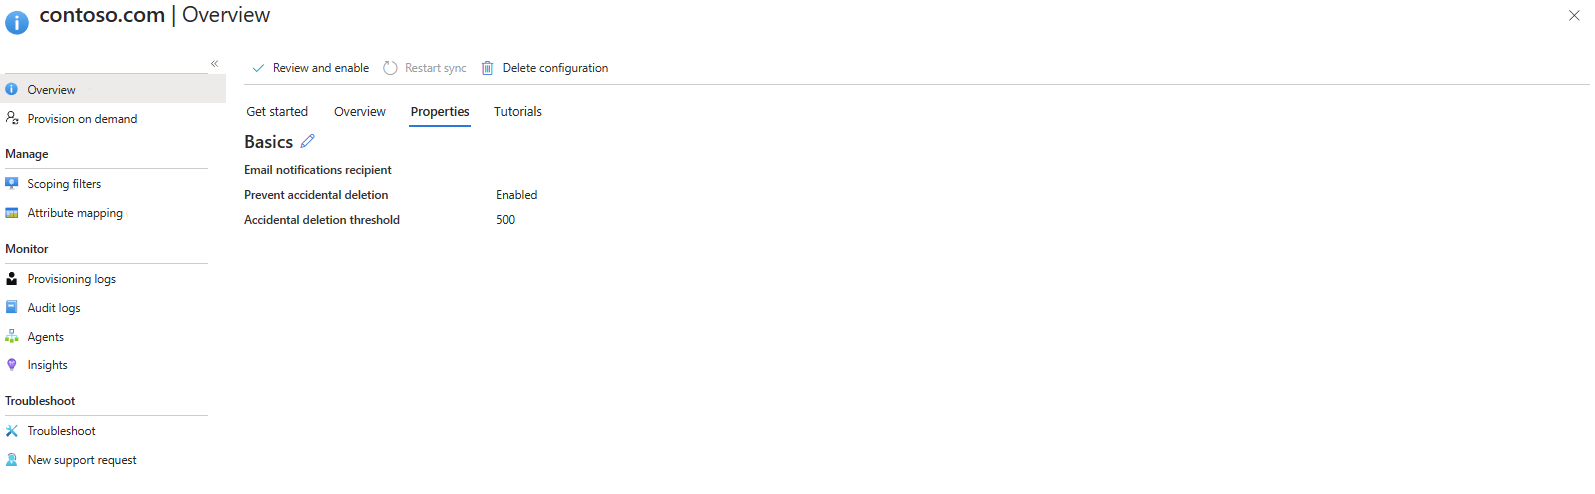 contoso.com | Overview
«
Overview
Provision on demand
Manage
Scoping filters
Attribute mapping
Monitor
Provisioning logs
Audit logs
Agents
Insights
Troubleshoot
Troubleshoot
New support request
Review and enable Restart sync Delete configuration
Get started Overview Properties Tutorials
Basics
Email notifications recipient
Prevent accidental deletion Enabled
Accidental deletion threshold 500